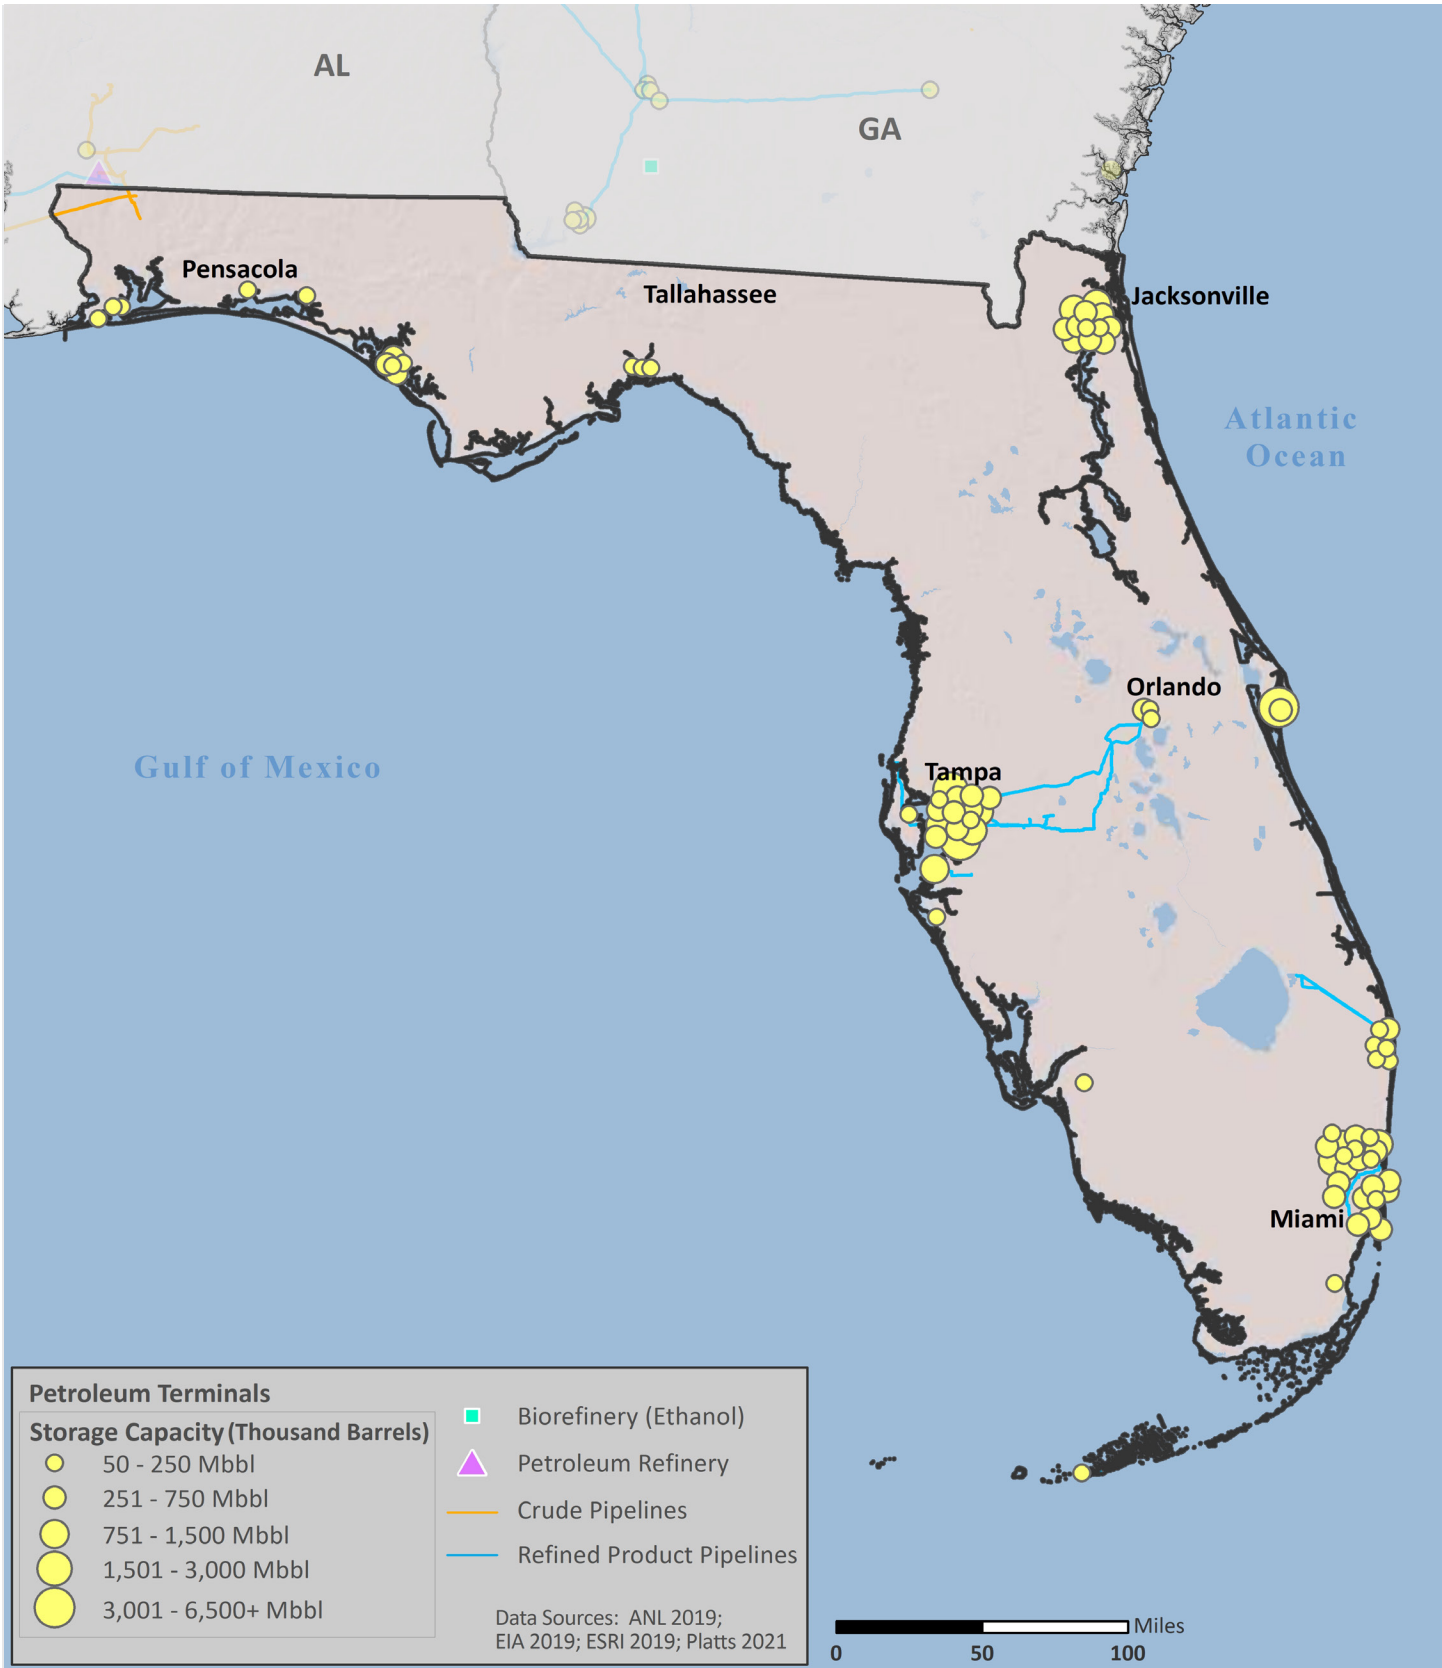 AL
GA
Pensacola
Tallahassee
Jacksonville
Atlantic
Ocean
Orlando
Gulf of Mexico
Tampa
Miami
Petroleum Terminals
Storage Capacity (Thousand Barrels)
50 - 250 Mbbl
251 - 750 Mbbl
751 - 1,500 Mbbl
1,501 - 3,000 Mbbl
3,001 - 6,500+ Mbbl
Biorefinery (Ethanol)
Petroleum Refinery
Crude Pipelines
Refined Product Pipelines
Data Sources: ANL 2019;
EIA 2019; ESRI 2019; Platts 2021
Miles
0 50 100